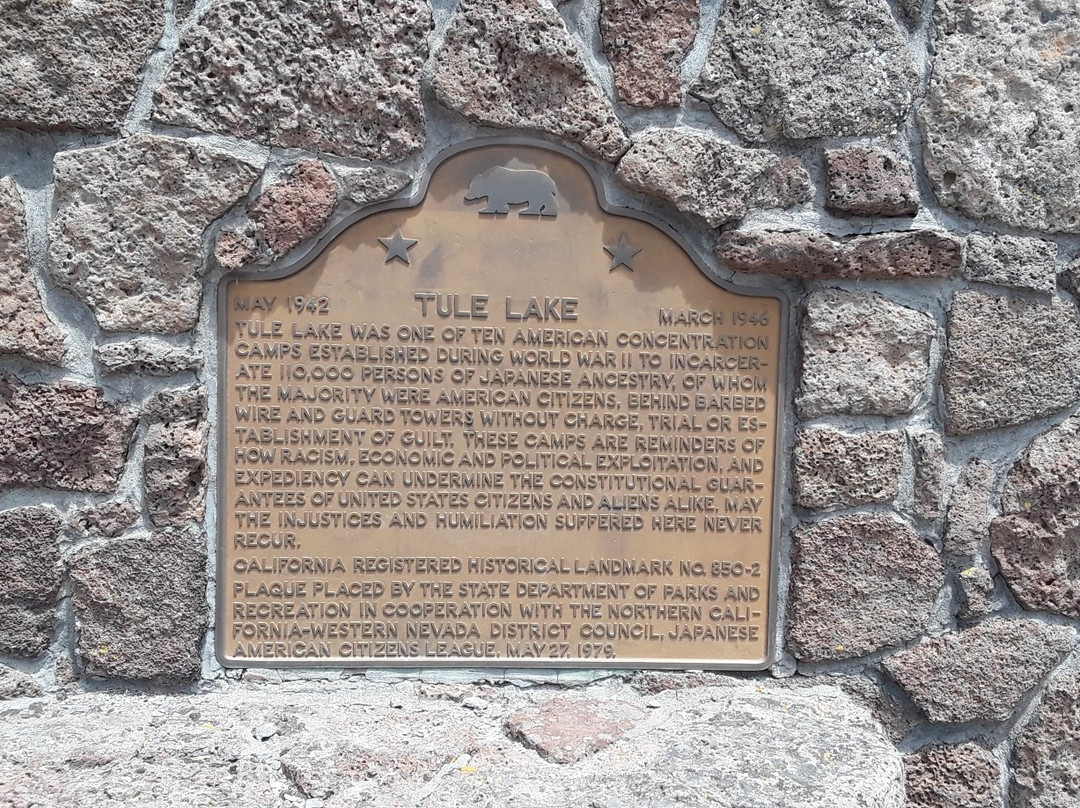 MAY 1942 TULE LAKE MARCH 1946
TULE LAKE WAS ONE OF TEN AMERICAN CONCENTRATION
CAMPS ESTABLISHED DURING WORLD WAR II TO INCARCER-
ATE 110,000 PERSONS OF JAPANESE ANCESTRY, OF WHOM
THE MAJORITY WERE AMERICAN CITIZENS, BEHIND BARBED
WIRE AND GUARD TOWERS WITHOUT CHARGE, TRIAL OR ES-
TABLISHMENT OF GUILT. THESE CAMPS ARE REMINDERS OF
HOW RACISM, ECONOMIC AND POLITICAL EXPLOITATION, AND
EXPEDIENCY CAN UNDERMINE THE CONSTITUTIONAL GUAR-
ANTEES OF UNITED STATES CITIZENS AND ALIENS ALIKE. MAY
THE INJUSTICES AND HUMILIATION SUFFERED HERE NEVER
RECUR.
CALIFORNIA REGISTERED HISTORICAL LANDMARK NO. 850-2
PLAQUE PLACED BY THE STATE DEPARTMENT OF PARKS AND
RECREATION IN COOPERATION WITH THE NORTHERN CALI-
FORNIA-WESTERN NEVADA DISTRICT COUNCIL, JAPANESE
AMERICAN CITIZENS LEAGUE, MAY 27, 1979.